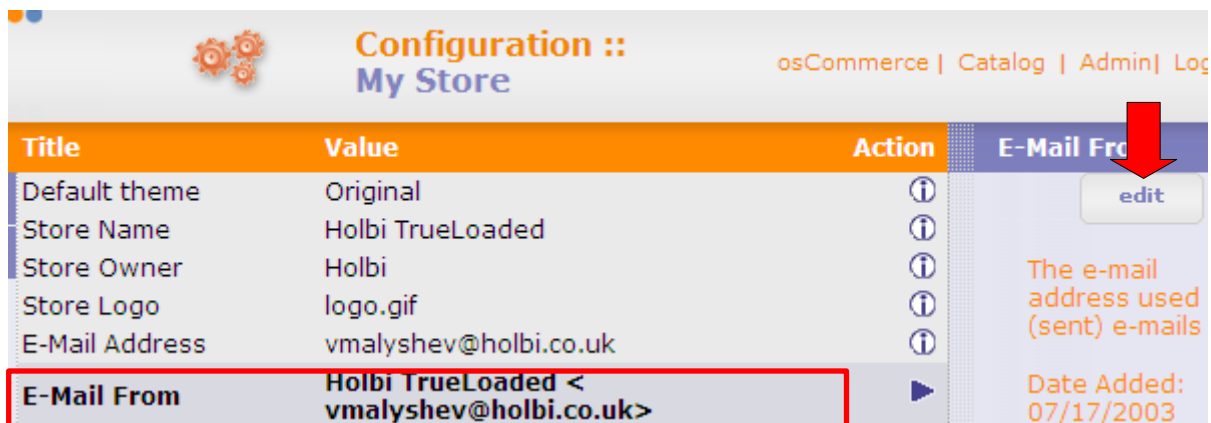 Configuration ::
My Store
osCommerce | Catalog | Admin|
Title Value Action
Default theme Original
Store Name Holbi TrueLoaded
Store Owner Holbi
Store Logo logo.gif
E-Mail Address vmalyshev@holbi.co.uk
E-Mail From Holbi TrueLoaded <
vmalyshev@holbi.co.uk>
E-Mail
edit
The e-mail
address used
(sent) e-mails
Date Added:
07/17/2003